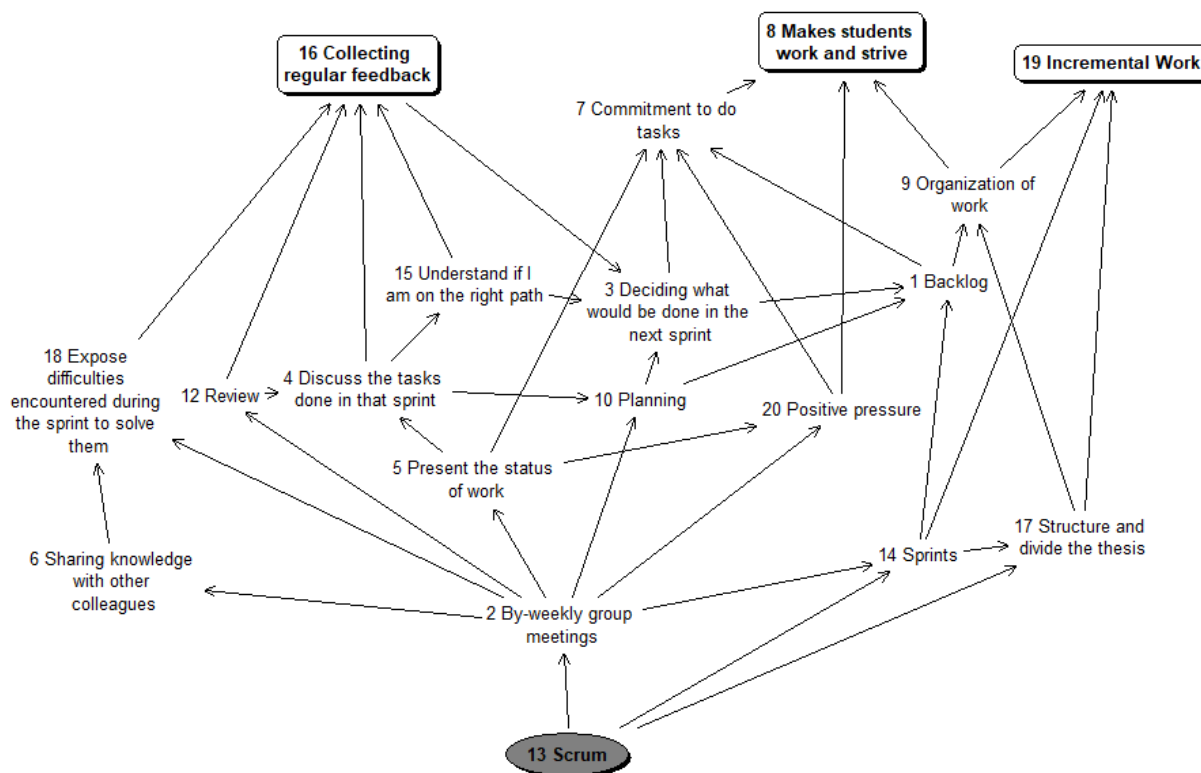 16 Collecting
regular feedback
8 Makes students
work and strive
19 Incremental Work
7 Commitment to do
tasks
9 Organization of
work
15 Understand if I
am on the right path
3 Deciding what
would be done in the
next sprint
1 Backlog
18 Expose
difficulties
encountered during
the sprint to solve
them
12 Review
4 Discuss the tasks
done in that sprint
10 Planning
20 Positive pressure
5 Present the status
of work
6 Sharing knowledge
with other
colleagues
2 By-weekly group
meetings
14 Sprints
17 Structure and
divide the thesis
13 Scrum